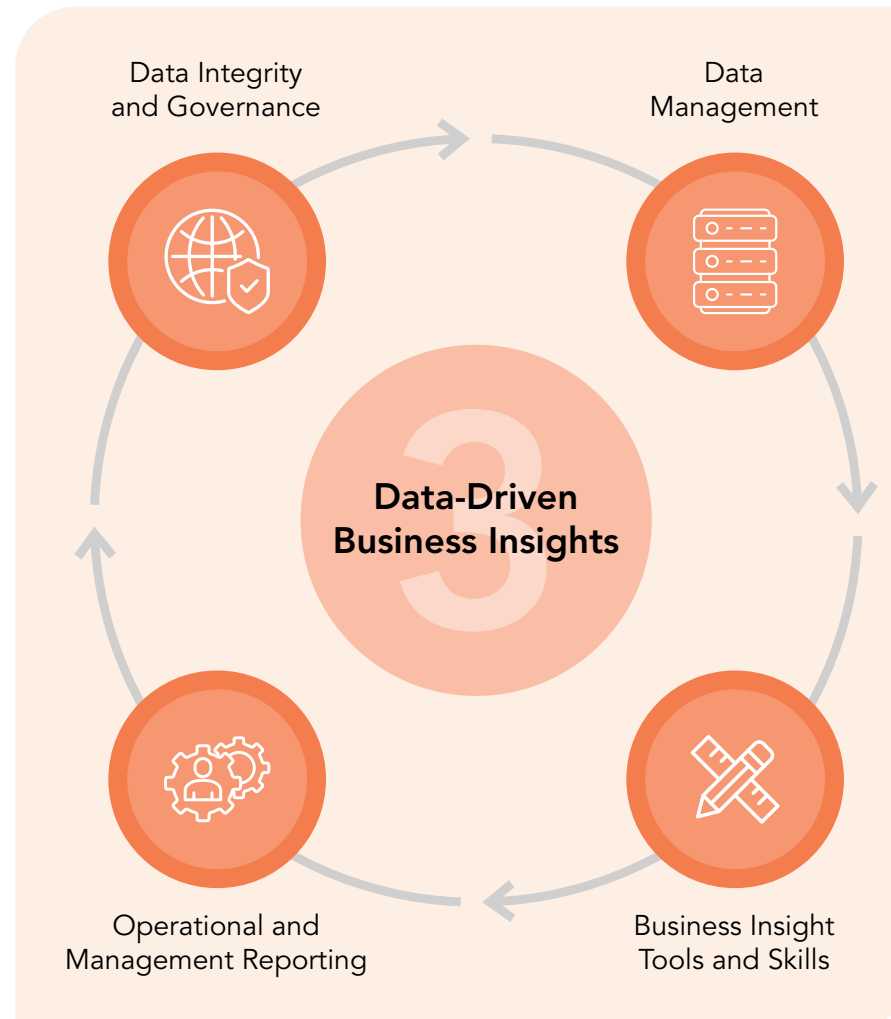 Data Integrity
and Governance
Data
Management
3
Data-Driven
Business Insights
Operational and
Management Reporting
Business Insight
Tools and Skills